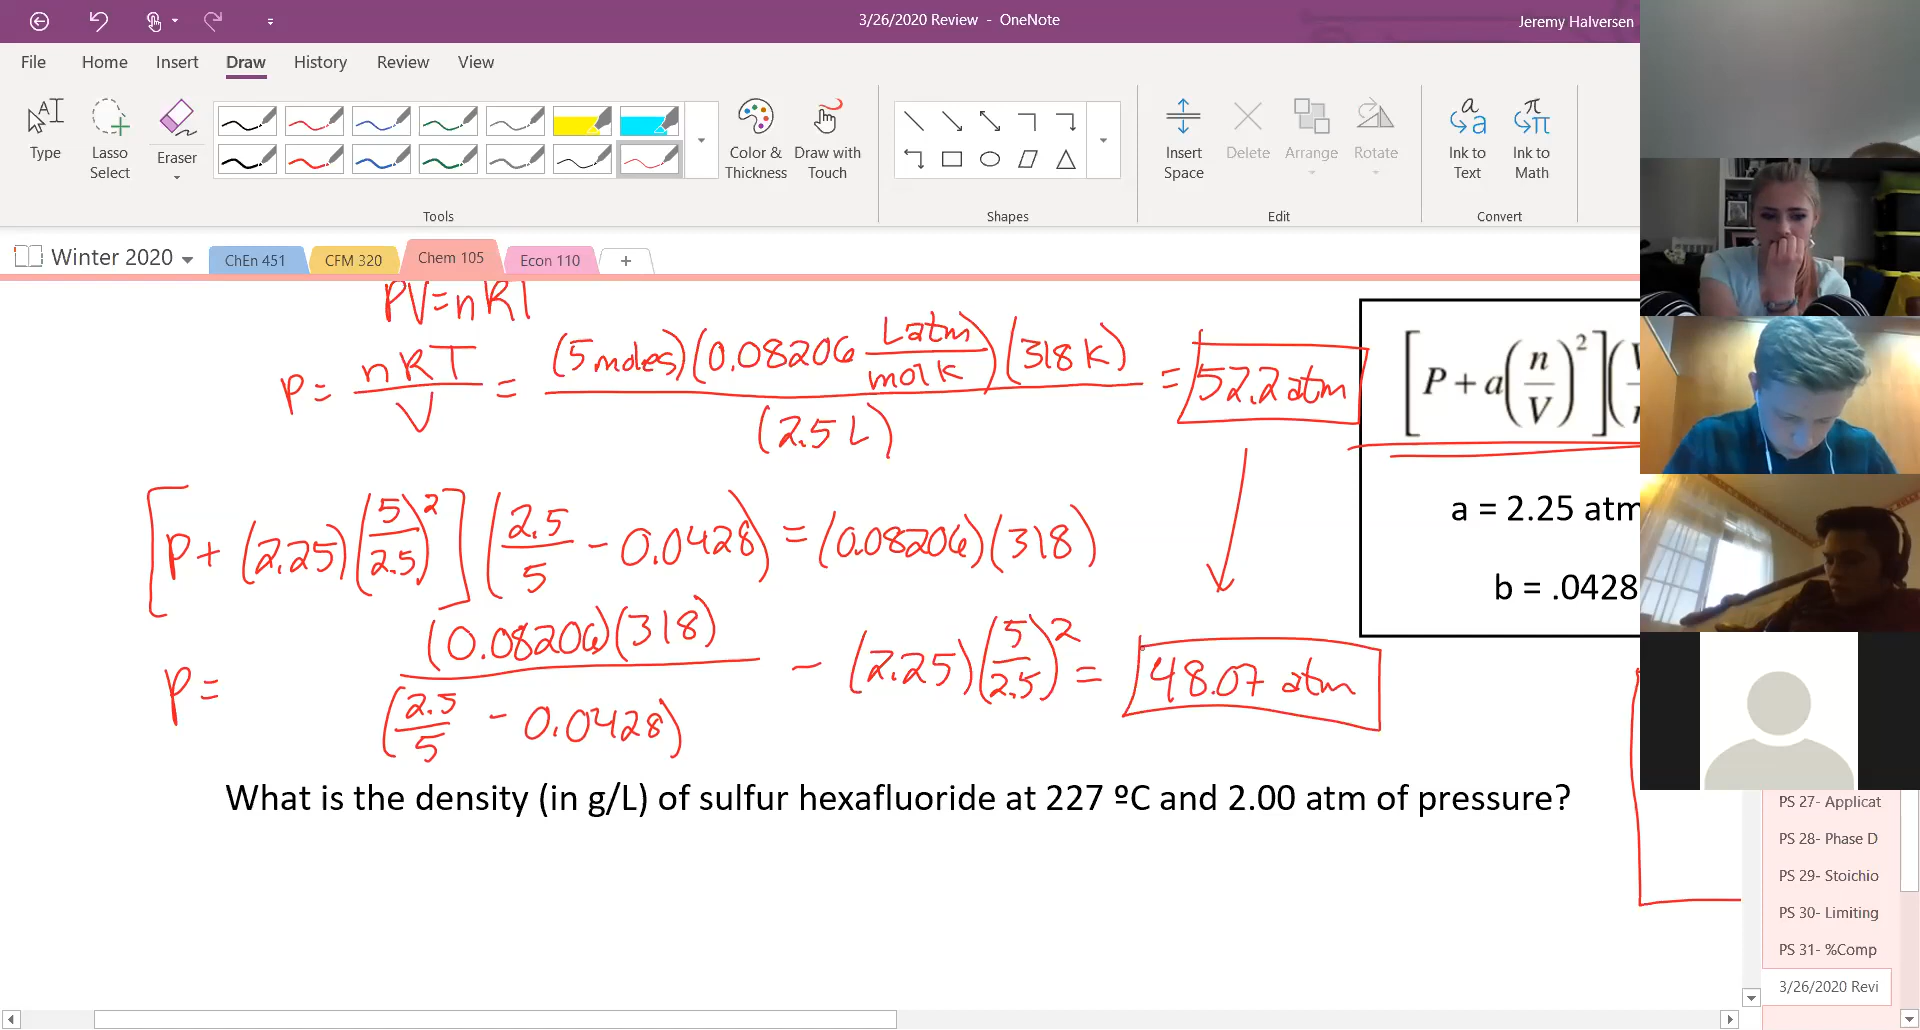 3/26/2020 Review - OneNote
Jeremy Halversen
File Home Insert Draw History Review View
Type
Lasso Select
Eraser
Color & Thickness
Draw with Touch
Insert Space
Delete
Arrange
Rotate
Ink to Text
Ink to Math
Tools
Shapes
Edit
Convert
Winter 2020
ChEn 451
CFM 320
Chem 105
Econ 110
+
PV=nRT
P = nRT / V = (5 moles)(0.08206 Latm / mol K)(318 K) / (2.5 L) = 52.2 atm
[P + a(n/V)²](
a = 2.25 atm
b = .0428
[P + (2.25)(5/2.5)²](2.5/5 - 0.0428) = (0.08206)(318)
P = (0.08206)(318) / (2.5/5 - 0.0428) - (2.25)(5/2.5)² = 48.07 atm
What is the density (in g/L) of sulfur hexafluoride at 227 ºC and 2.00 atm of pressure?
PS 27- Applicat
PS 28- Phase D
PS 29- Stoichio
PS 30- Limiting
PS 31- %Comp
3/26/2020 Revi